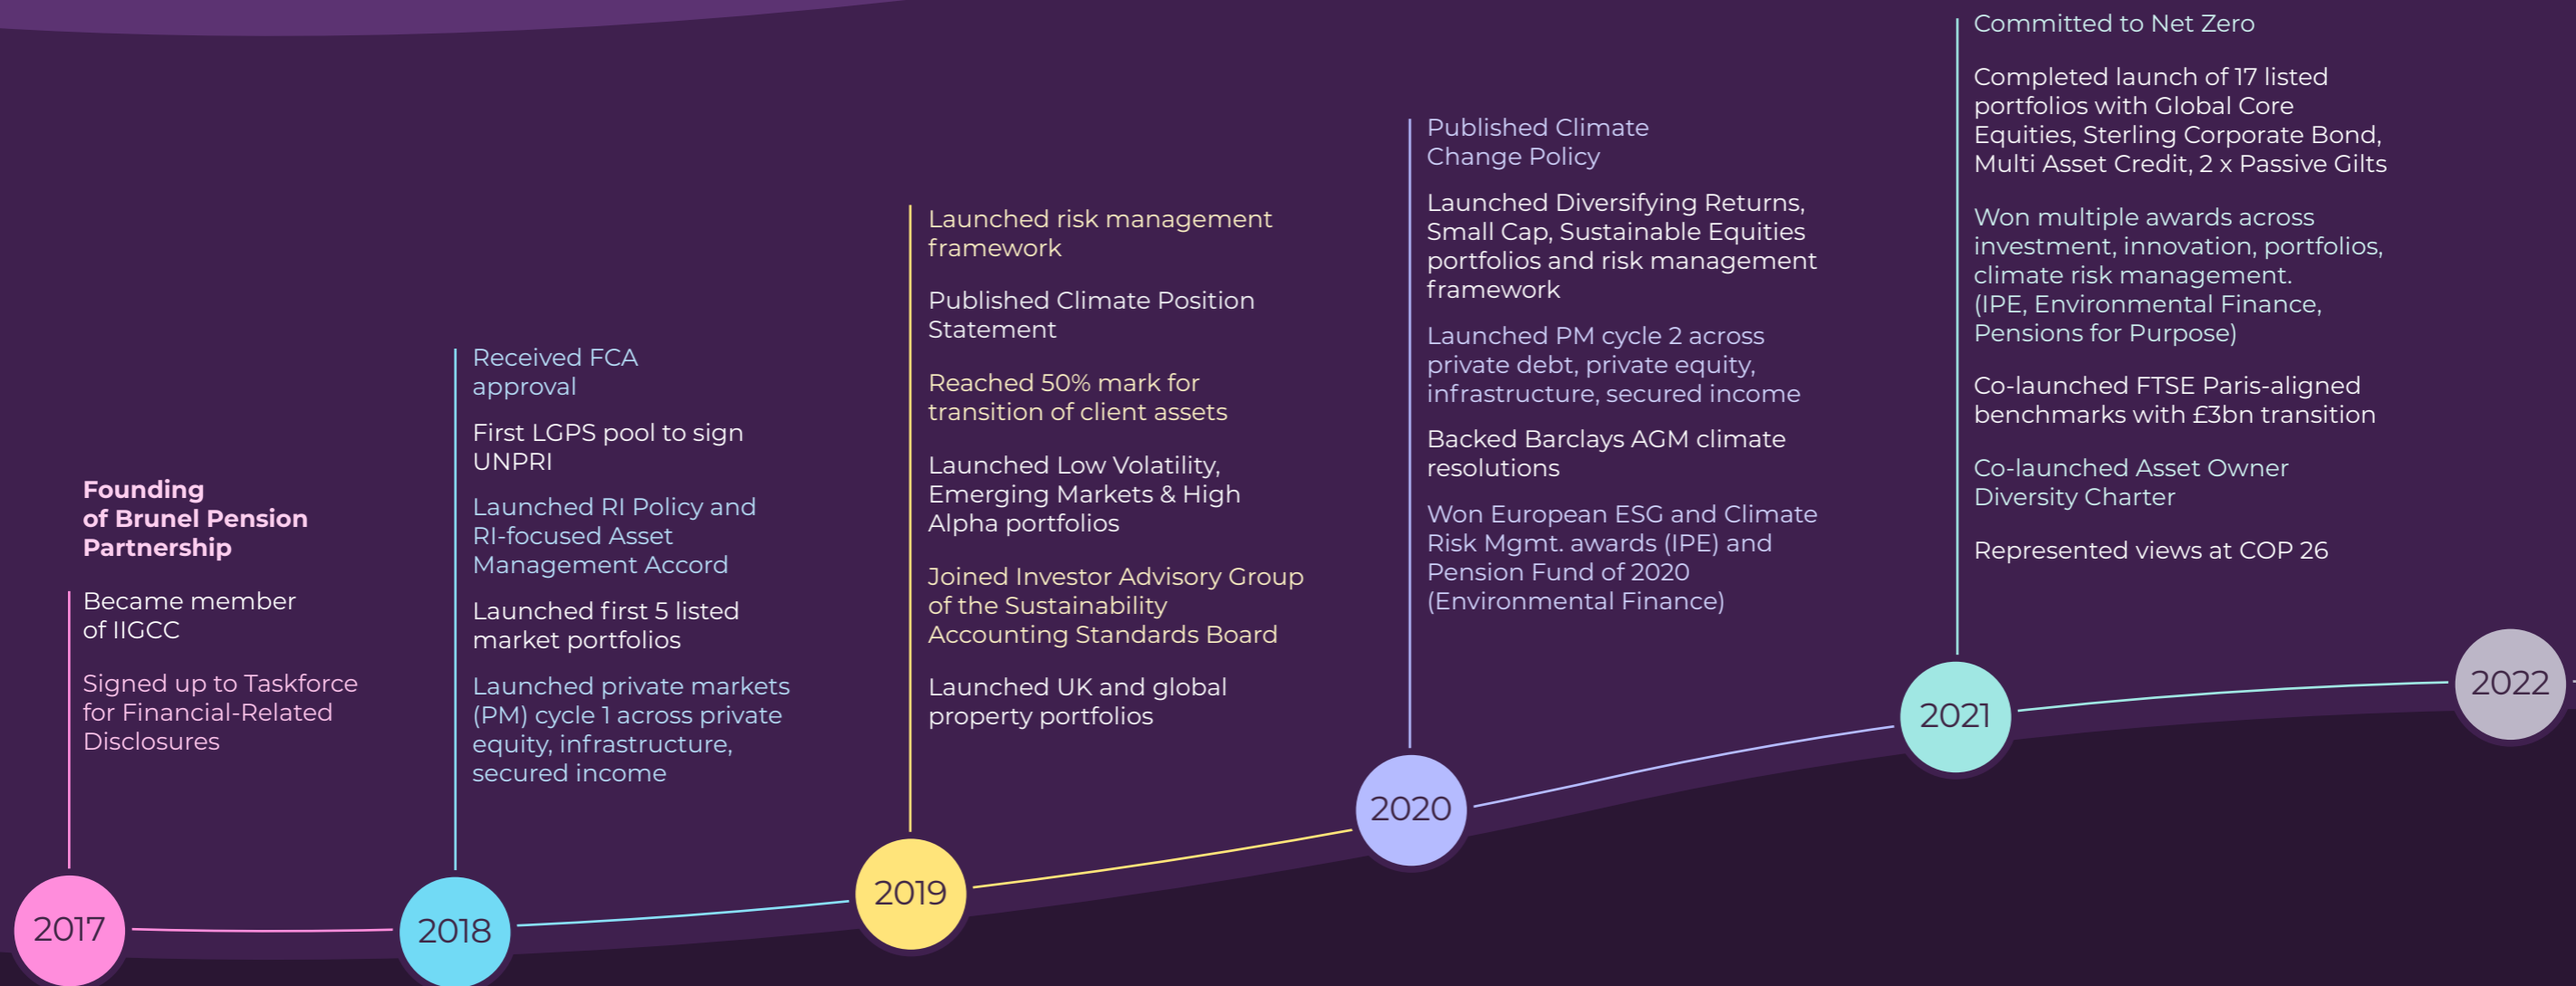 Founding
of Brunel Pension
Partnership
Became member
of IIGCC
Signed up to Taskforce
for Financial-Related
Disclosures
2017
Received FCA
approval
First LGPS pool to sign
UNPRI
Launched RI Policy and
RI-focused Asset
Management Accord
Launched first 5 listed
market portfolios
Launched private markets
(PM) cycle 1 across private
equity, infrastructure,
secured income
2018
Launched risk management
framework
Published Climate Position
Statement
Reached 50% mark for
transition of client assets
Launched Low Volatility,
Emerging Markets & High
Alpha portfolios
Joined Investor Advisory Group
of the Sustainability
Accounting Standards Board
Launched UK and global
property portfolios
2019
Published Climate
Change Policy
Launched Diversifying Returns,
Small Cap, Sustainable Equities
portfolios and risk management
framework
Launched PM cycle 2 across
private debt, private equity,
infrastructure, secured income
Backed Barclays AGM climate
resolutions
Won European ESG and Climate
Risk Mgmt. awards (IPE) and
Pension Fund of 2020
(Environmental Finance)
2020
Committed to Net Zero
Completed launch of 17 listed
portfolios with Global Core
Equities, Sterling Corporate Bond,
Multi Asset Credit, 2 x Passive Gilts
Won multiple awards across
investment, innovation, portfolios,
climate risk management.
(IPE, Environmental Finance,
Pensions for Purpose)
Co-launched FTSE Paris-aligned
benchmarks with £3bn transition
Co-launched Asset Owner
Diversity Charter
Represented views at COP 26
2021
2022